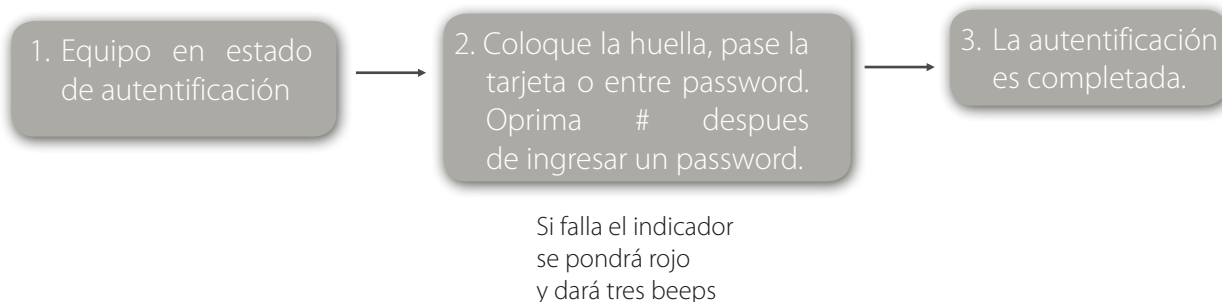 1. Equipo en estado
de autentificación
2. Coloque la huella, pase la
tarjeta o entre password.
Oprima # despues
de ingresar un password.
Si falla el indicador
se pondrá rojo
y dará tres beeps
3. La autentificación
es completada.